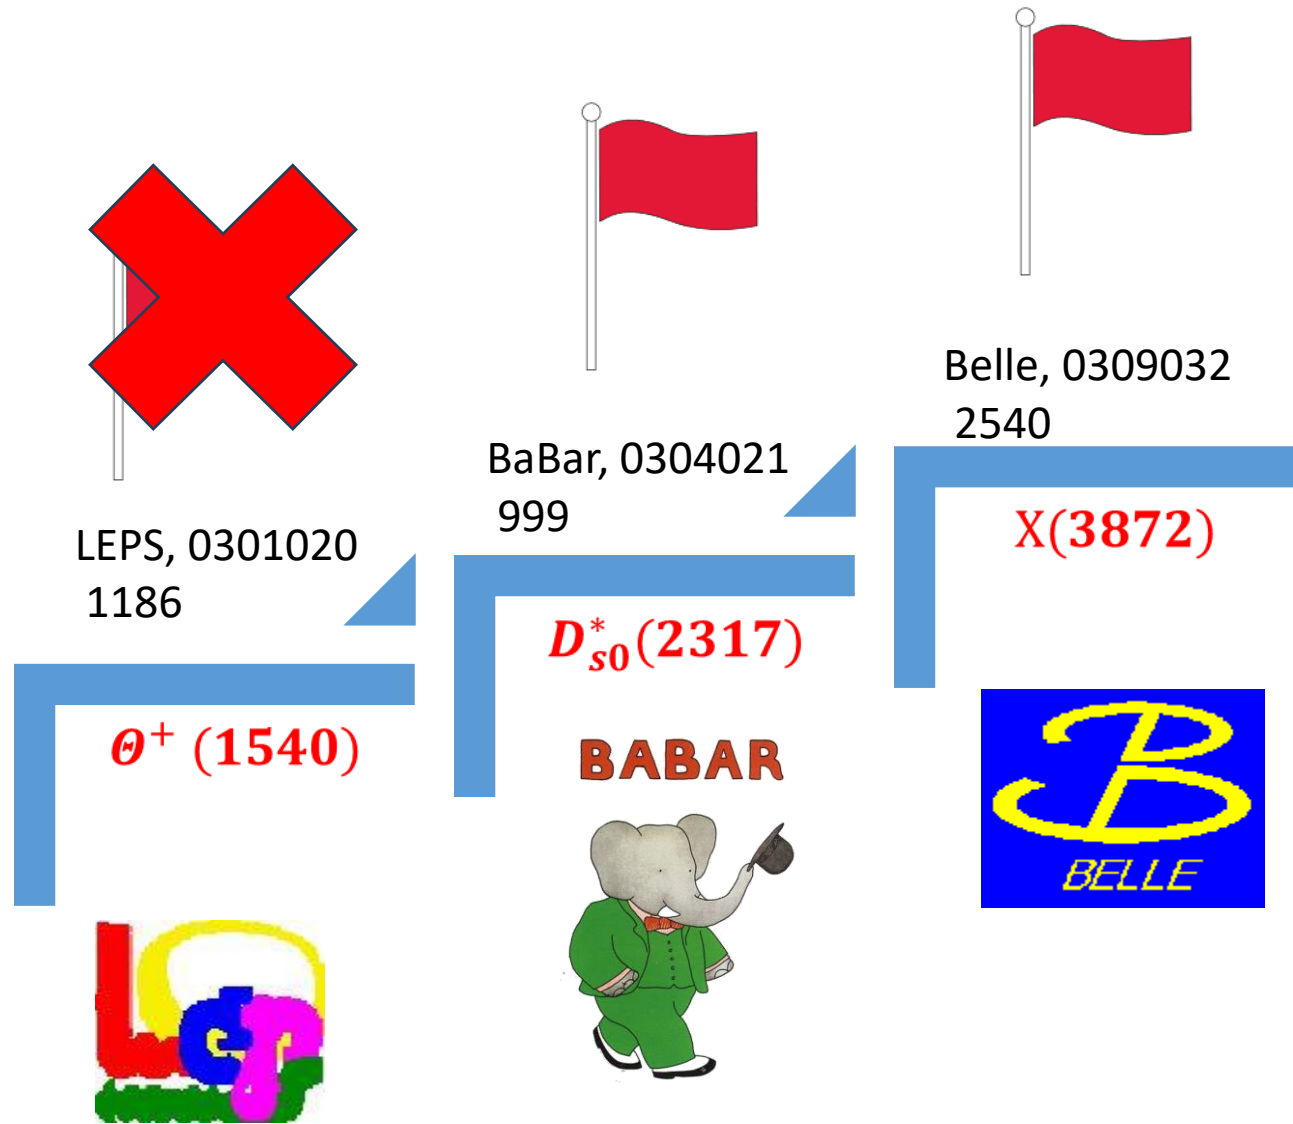 LEPS, 0301020
1186
Θ⁺ (1540)
BaBar, 0304021
999
D*s0(2317)
BABAR
Belle, 0309032
2540
X(3872)
BELLE